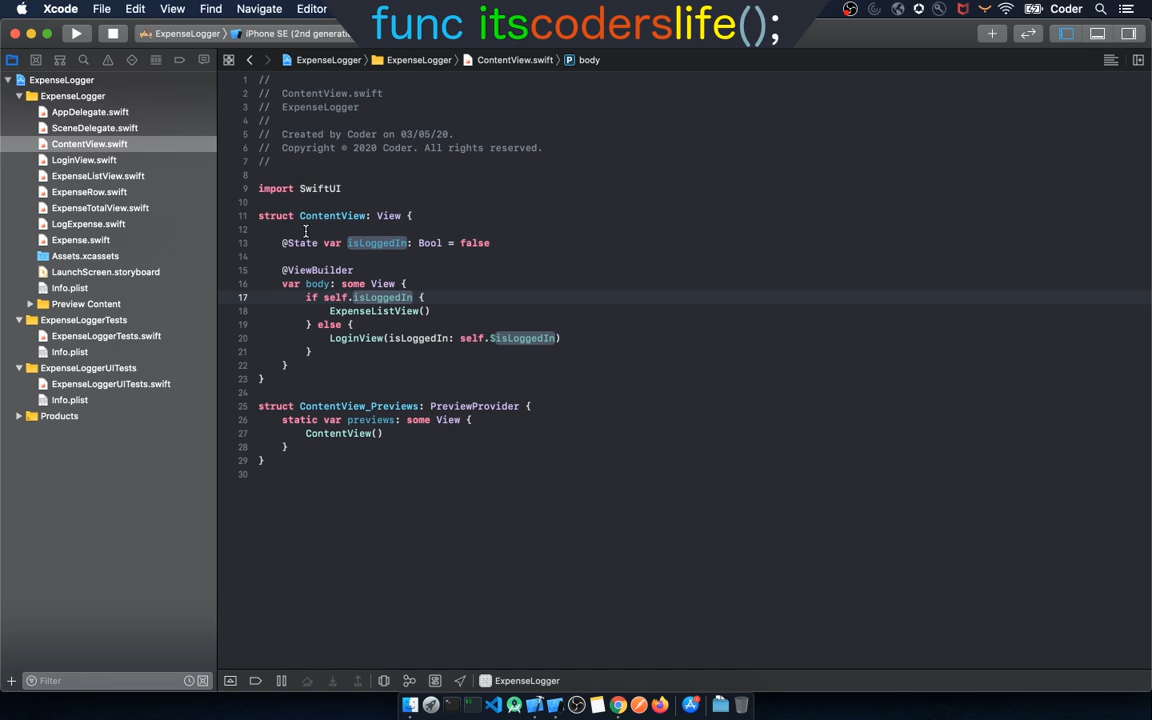 Xcode File Edit View Find Navigate Editor
func itscoderslife();
Coder
ExpenseLogger
iPhone SE (2nd generati
ExpenseLogger
ExpenseLogger
ContentView.swift
body
ExpenseLogger
ExpenseLogger
AppDelegate.swift
SceneDelegate.swift
ContentView.swift
LoginView.swift
ExpenseListView.swift
ExpenseRow.swift
ExpenseTotalView.swift
LogExpense.swift
Expense.swift
Assets.xcassets
LaunchScreen.storyboard
Info.plist
Preview Content
ExpenseLoggerTests
ExpenseLoggerTests.swift
Info.plist
ExpenseLoggerUITests
ExpenseLoggerUITests.swift
Info.plist
Products
Filter
1 //
2 // ContentView.swift
3 // ExpenseLogger
4 //
5 // Created by Coder on 03/05/20.
6 // Copyright © 2020 Coder. All rights reserved.
7 //
8
9 import SwiftUI
10
11 struct ContentView: View {
12
13 @State var isLoggedIn: Bool = false
14
15 @ViewBuilder
16 var body: some View {
17 if self.isLoggedIn {
18 ExpenseListView()
19 } else {
20 LoginView(isLoggedIn: self.$isLoggedIn)
21 }
22 }
23 }
24
25 struct ContentView_Previews: PreviewProvider {
26 static var previews: some View {
27 ContentView()
28 }
29 }
30
ExpenseLogger